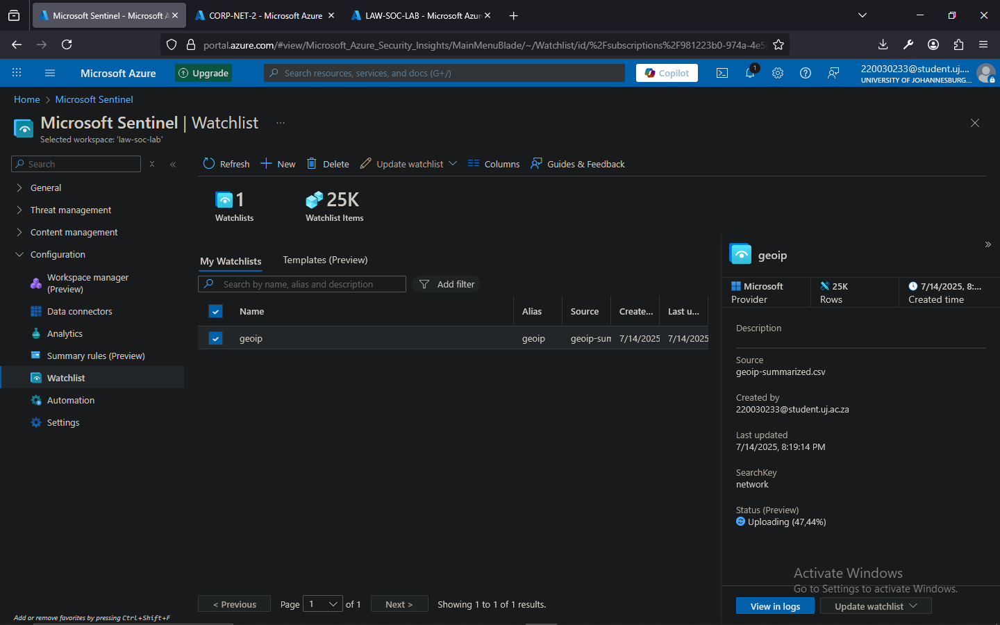 Microsoft Sentinel - Microsoft A
CORP-NET-2 - Microsoft Azure
LAW-SOC-LAB - Microsoft Azur
portal.azure.com/#view/Microsoft_Azure_Security_Insights/MainMenuBlade/~/Watchlist/id/%2Fsubscriptions%2F981223b0-974a-4e5
Microsoft Azure
Upgrade
Search resources, services, and docs (G+/)
Copilot
1
220030233@student.uj....
UNIVERSITY OF JOHANNESBURG...
Home > Microsoft Sentinel
Microsoft Sentinel | Watchlist ...
Selected workspace: 'law-soc-lab'
Search
Refresh
New
Delete
Update watchlist
Columns
Guides & Feedback
General
Threat management
Content management
Configuration
Workspace manager
(Preview)
Data connectors
Analytics
Summary rules (Preview)
Watchlist
Automation
Settings
1
Watchlists
25K
Watchlist Items
My Watchlists
Templates (Preview)
Search by name, alias and description
Add filter
Name
Alias
Source
Create...
Last u...
geoip
geoip
geoip-sum
7/14/2025
7/14/2025
geoip
Microsoft
Provider
25K
Rows
7/14/2025, 8:...
Created time
Description
Source
geoip-summarized.csv
Created by
220030233@student.uj.ac.za
Last updated
7/14/2025, 8:19:14 PM
SearchKey
network
Status (Preview)
Uploading (47,44%)
Activate Windows
Go to Settings to activate Windows.
< Previous
Page
1
of 1
Next >
Showing 1 to 1 of 1 results.
View in logs
Update watchlist
Add or remove favorites by pressing Ctrl+Shift+F